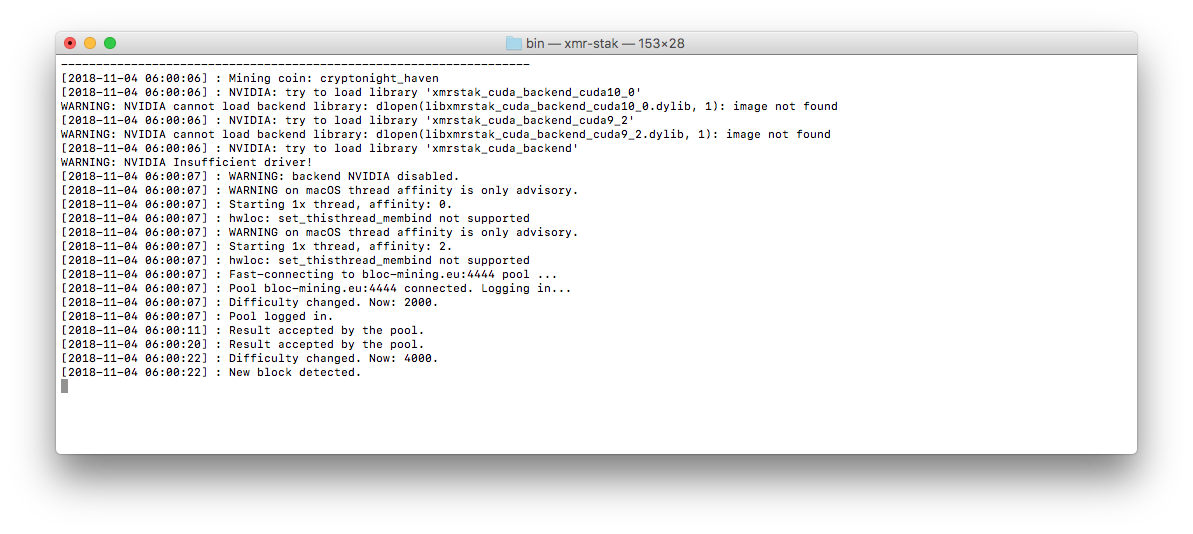 bin — xmr-stak — 153×28
-------------------------------------------------------------------
[2018-11-04 06:00:06] : Mining coin: cryptonight_haven
[2018-11-04 06:00:06] : NVIDIA: try to load library 'xmrstak_cuda_backend_cuda10_0'
WARNING: NVIDIA cannot load backend library: dlopen(libxmrstak_cuda_backend_cuda10_0.dylib, 1): image not found
[2018-11-04 06:00:06] : NVIDIA: try to load library 'xmrstak_cuda_backend_cuda9_2'
WARNING: NVIDIA cannot load backend library: dlopen(libxmrstak_cuda_backend_cuda9_2.dylib, 1): image not found
[2018-11-04 06:00:06] : NVIDIA: try to load library 'xmrstak_cuda_backend'
WARNING: NVIDIA Insufficient driver!
[2018-11-04 06:00:07] : WARNING: backend NVIDIA disabled.
[2018-11-04 06:00:07] : WARNING on macOS thread affinity is only advisory.
[2018-11-04 06:00:07] : Starting 1x thread, affinity: 0.
[2018-11-04 06:00:07] : hwloc: set_thisthread_membind not supported
[2018-11-04 06:00:07] : WARNING on macOS thread affinity is only advisory.
[2018-11-04 06:00:07] : Starting 1x thread, affinity: 2.
[2018-11-04 06:00:07] : hwloc: set_thisthread_membind not supported
[2018-11-04 06:00:07] : Fast-connecting to bloc-mining.eu:4444 pool ...
[2018-11-04 06:00:07] : Pool bloc-mining.eu:4444 connected. Logging in...
[2018-11-04 06:00:07] : Difficulty changed. Now: 2000.
[2018-11-04 06:00:07] : Pool logged in.
[2018-11-04 06:00:11] : Result accepted by the pool.
[2018-11-04 06:00:20] : Result accepted by the pool.
[2018-11-04 06:00:22] : Difficulty changed. Now: 4000.
[2018-11-04 06:00:22] : New block detected.